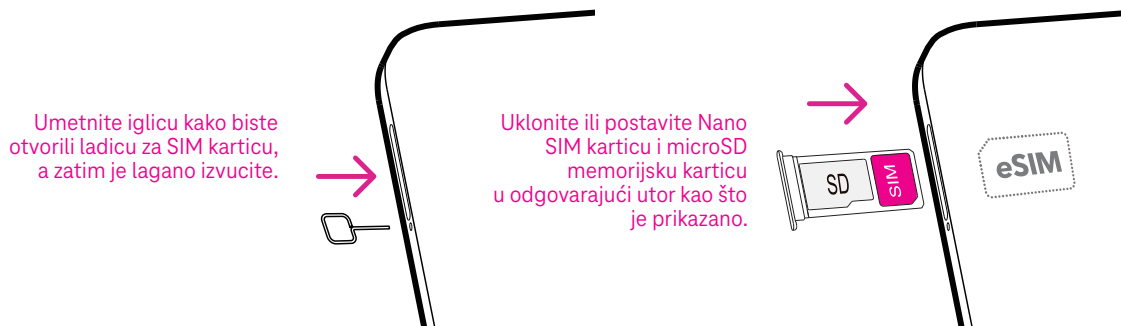 Umetnite iglicu kako biste
otvorili ladicu za SIM karticu,
a zatim je lagano izvucite.
Uklonite ili postavite Nano
SIM karticu i microSD
memorijsku karticu
u odgovarajući utor kao što
je prikazano.
SD
SIM
eSIM